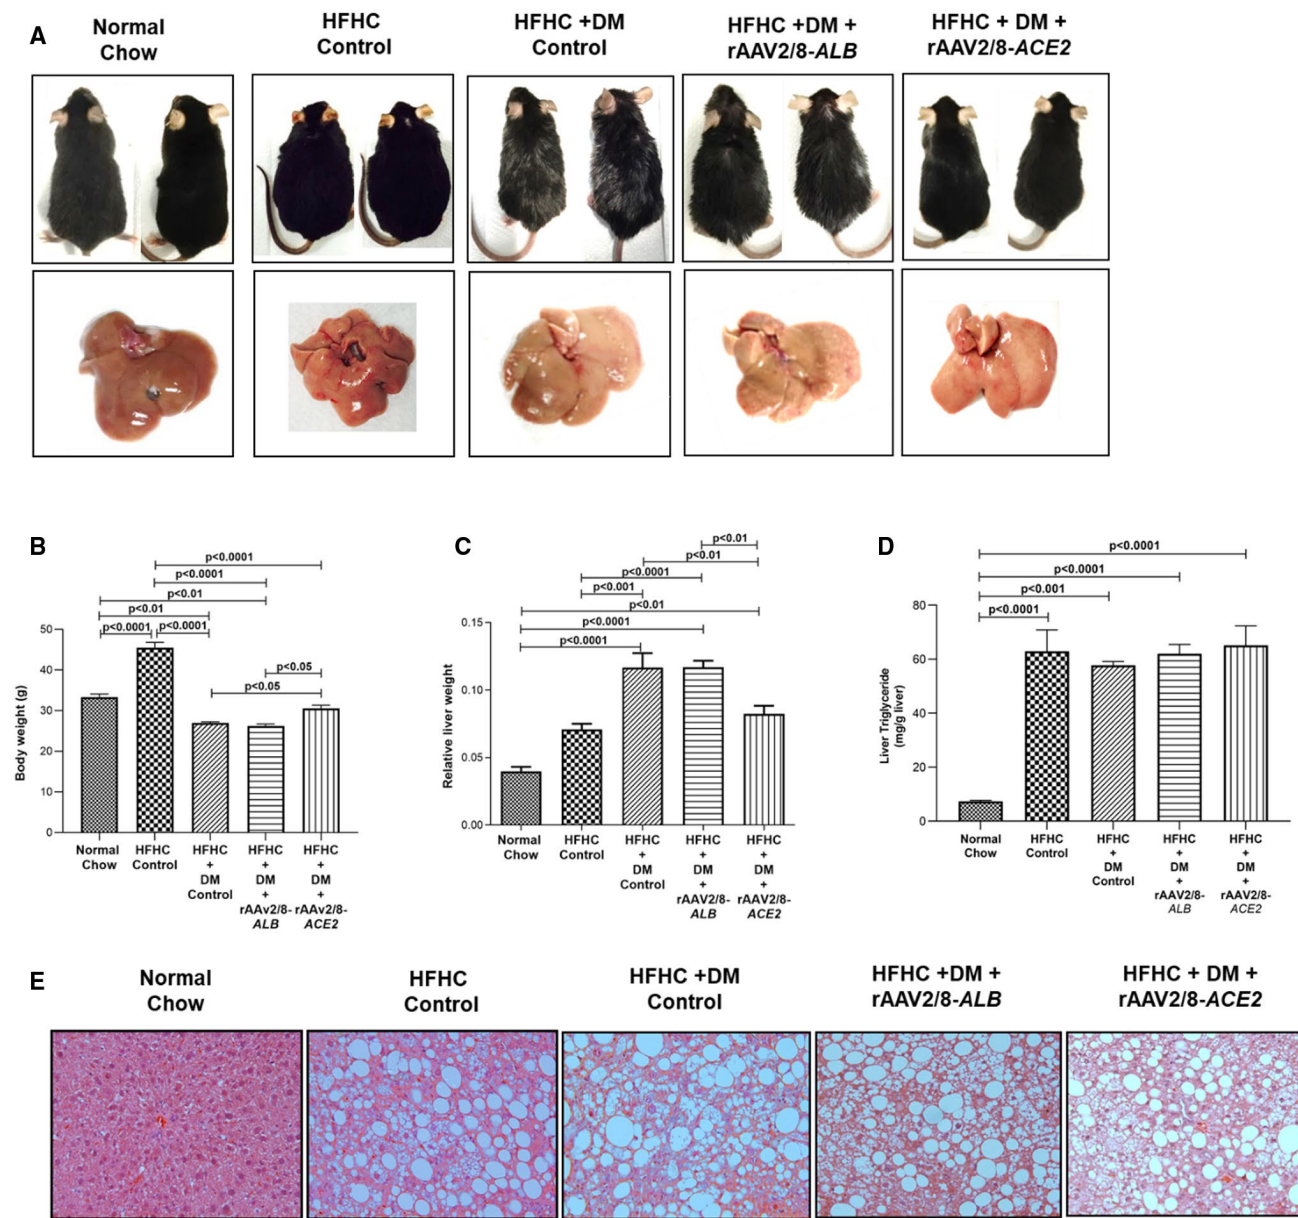 A
Normal
Chow
HFHC
Control
HFHC +DM
Control
HFHC +DM +
rAAV2/8-ALB
HFHC + DM +
rAAV2/8-ACE2
B
p<0.0001
p<0.0001
p<0.01
p<0.01
p<0.0001
p<0.0001
p<0.05
p<0.05
Body weight (g)
50
40
30
20
10
0
Normal
Chow
HFHC
Control
HFHC
+
DM
Control
HFHC
+
DM
+
rAAv2/8-
ALB
HFHC
+
DM
+
rAAv2/8-
ACE2
C
p<0.01
p<0.01
p<0.0001
p<0.001
p<0.01
p<0.0001
p<0.0001
Relative liver weight
0.15
0.10
0.05
0.00
Normal
Chow
HFHC
Control
HFHC
+
DM
Control
HFHC
+
DM
+
rAAV2/8-
ALB
HFHC
+
DM
+
rAAV2/8-
ACE2
D
p<0.0001
p<0.0001
p<0.001
p<0.0001
Liver Triglyceride
(mg/g liver)
80
60
40
20
0
Normal
Chow
HFHC
Control
HFHC
+
DM
Control
HFHC
+
DM
+
rAAV2/8-
ALB
HFHC
+
DM
+
rAAV2/8-
ACE2
E
Normal
Chow
HFHC
Control
HFHC +DM
Control
HFHC +DM +
rAAV2/8-ALB
HFHC + DM +
rAAV2/8-ACE2